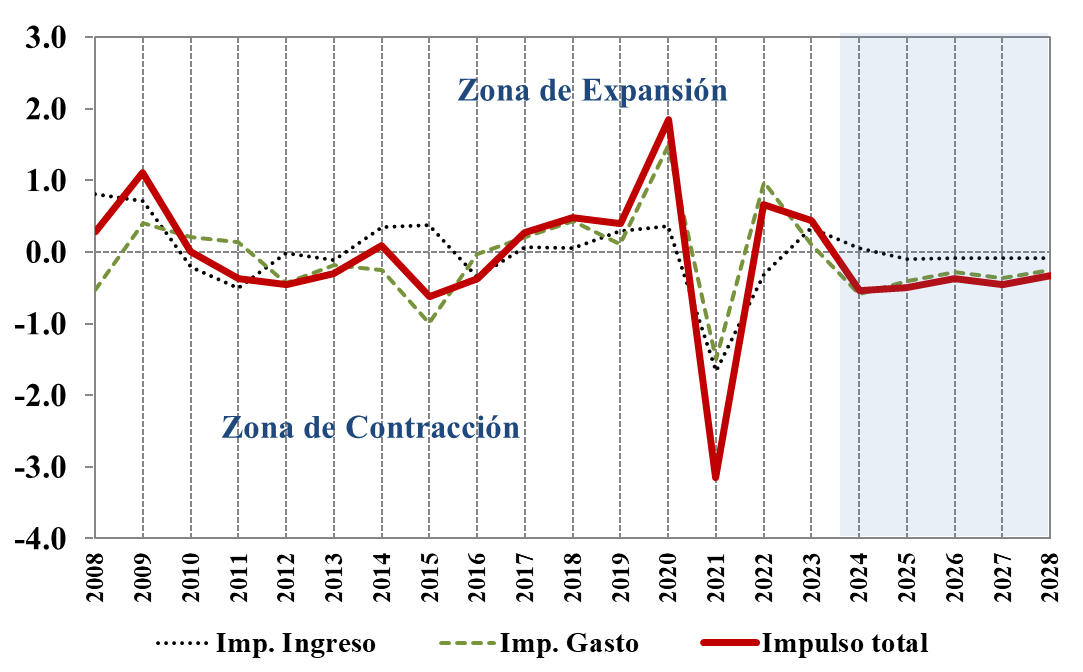 3.0
2.0
1.0
0.0
-1.0
-2.0
-3.0
-4.0
Zona de Expansión
Zona de Contracción
2008 2009 2010 2011 2012 2013 2014 2015 2016 2017 2018 2019 2020 2021 2022 2023 2024 2025 2026 2027 2028
Imp. Ingreso Imp. Gasto Impulso total